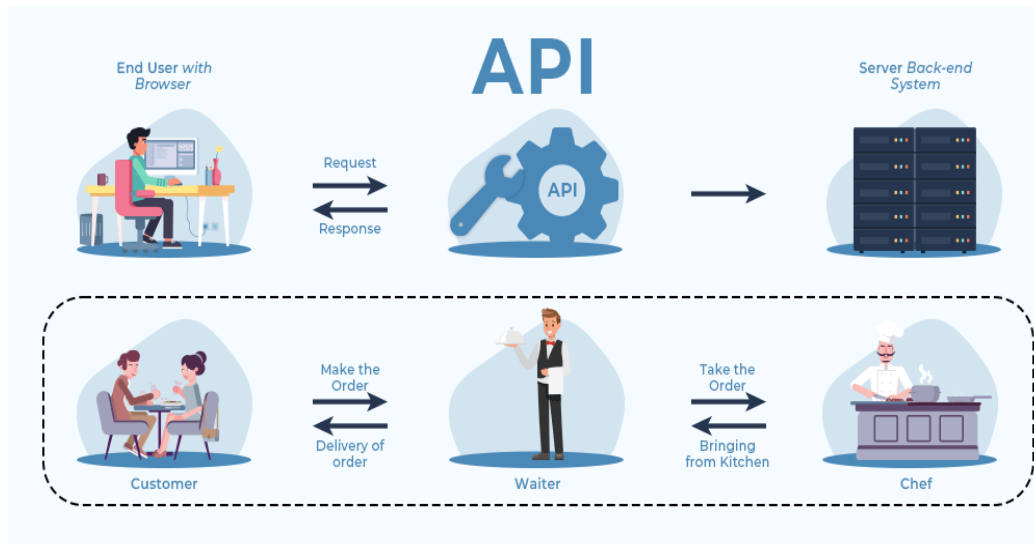 API
End User with
Browser
Server Back-end
System
Request
API
Response
Make the
Order
Take the
Order
Delivery of
order
Bringing
from Kitchen
Customer
Waiter
Chef